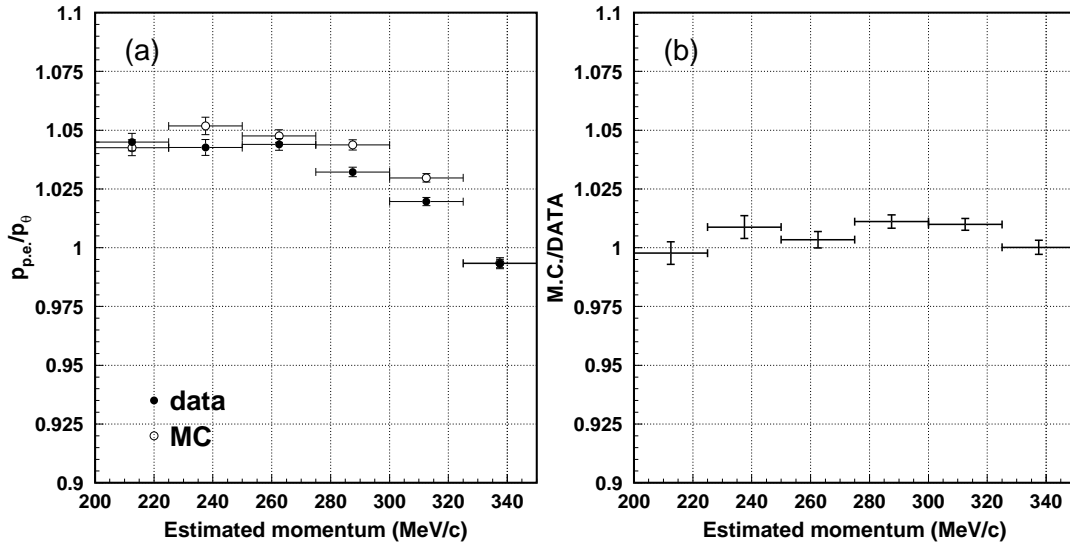 (a)
1.1
1.075
1.05
1.025
1
0.975
0.95
0.925
0.9
p_p.e./p_θ
data
MC
200 220 240 260 280 300 320 340
Estimated momentum (MeV/c)
(b)
1.1
1.075
1.05
1.025
1
0.975
0.95
0.925
0.9
M.C./DATA
200 220 240 260 280 300 320 340
Estimated momentum (MeV/c)